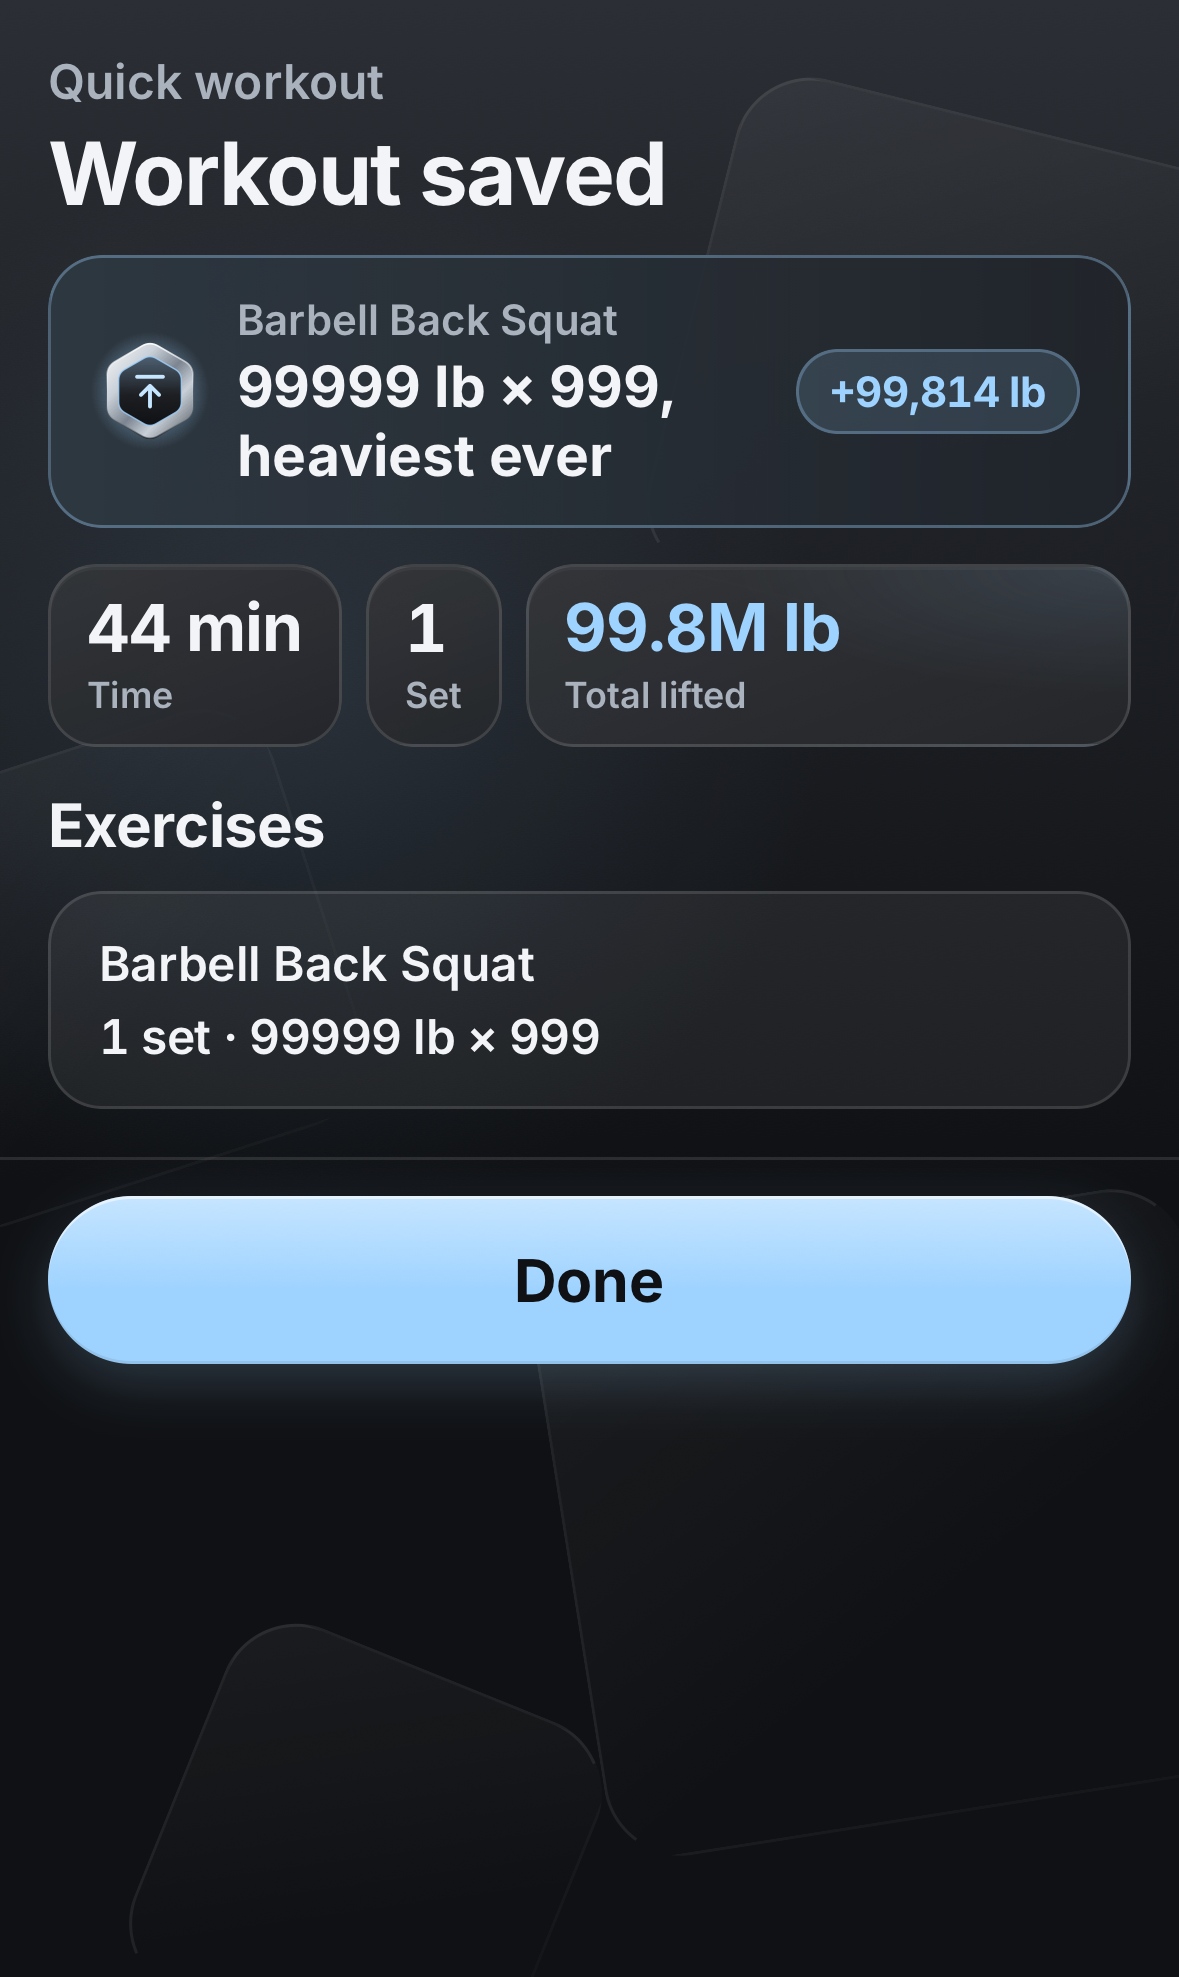 Quick workout
Workout saved
Barbell Back Squat
99999 lb × 999,
heaviest ever
+99,814 lb
44 min
Time
1
Set
99.8M lb
Total lifted
Exercises
Barbell Back Squat
1 set · 99999 lb × 999
Done